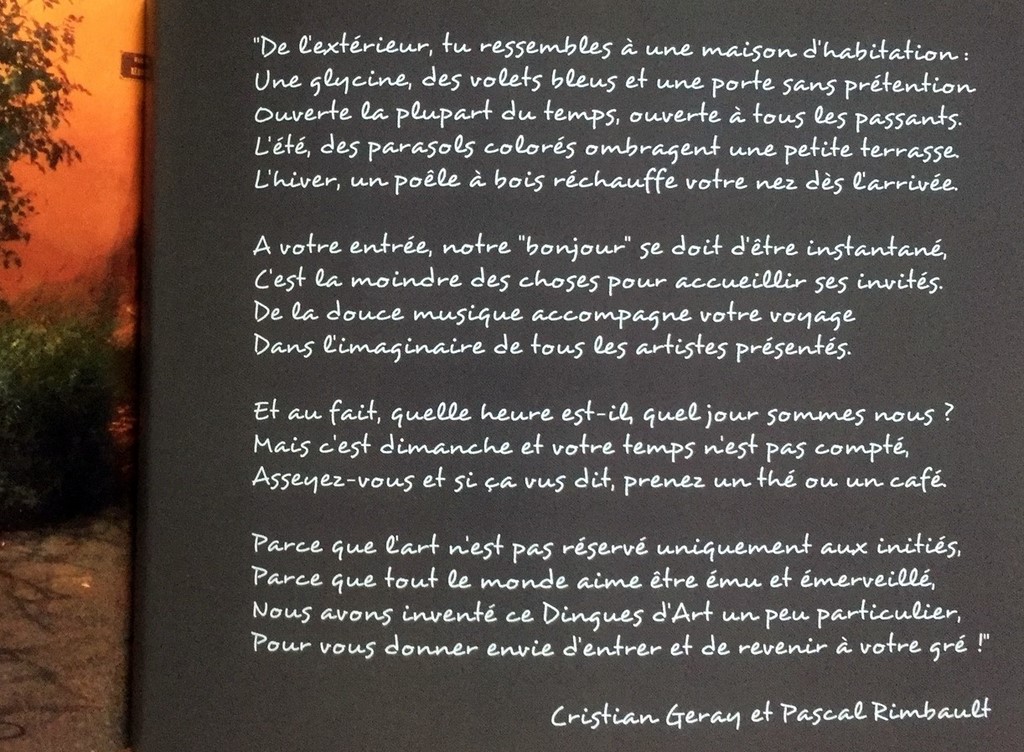 "De l'extérieur, tu ressembles à une maison d'habitation :
Une glycine, des volets bleus et une porte sans prétention
Ouverte la plupart du temps, ouverte à tous les passants.
L'été, des parasols colorés ombragent une petite terrasse.
L'hiver, un poêle à bois réchauffe votre nez dès l'arrivée.
A votre entrée, notre "bonjour" se doit d'être instantané,
C'est la moindre des choses pour accueillir ses invités.
De la douce musique accompagne votre voyage
Dans l'imaginaire de tous les artistes présentés.
Et au fait, quelle heure est-il, quel jour sommes nous ?
Mais c'est dimanche et votre temps n'est pas compté,
Asseyez-vous et si ça vus dit, prenez un thé ou un café.
Parce que l'art n'est pas réservé uniquement aux initiés,
Parce que tout le monde aime être ému et émerveillé,
Nous avons inventé ce Dingues d'Art un peu particulier,
Pour vous donner envie d'entrer et de revenir à votre gré !"
Cristian Geray et Pascal Rimbault